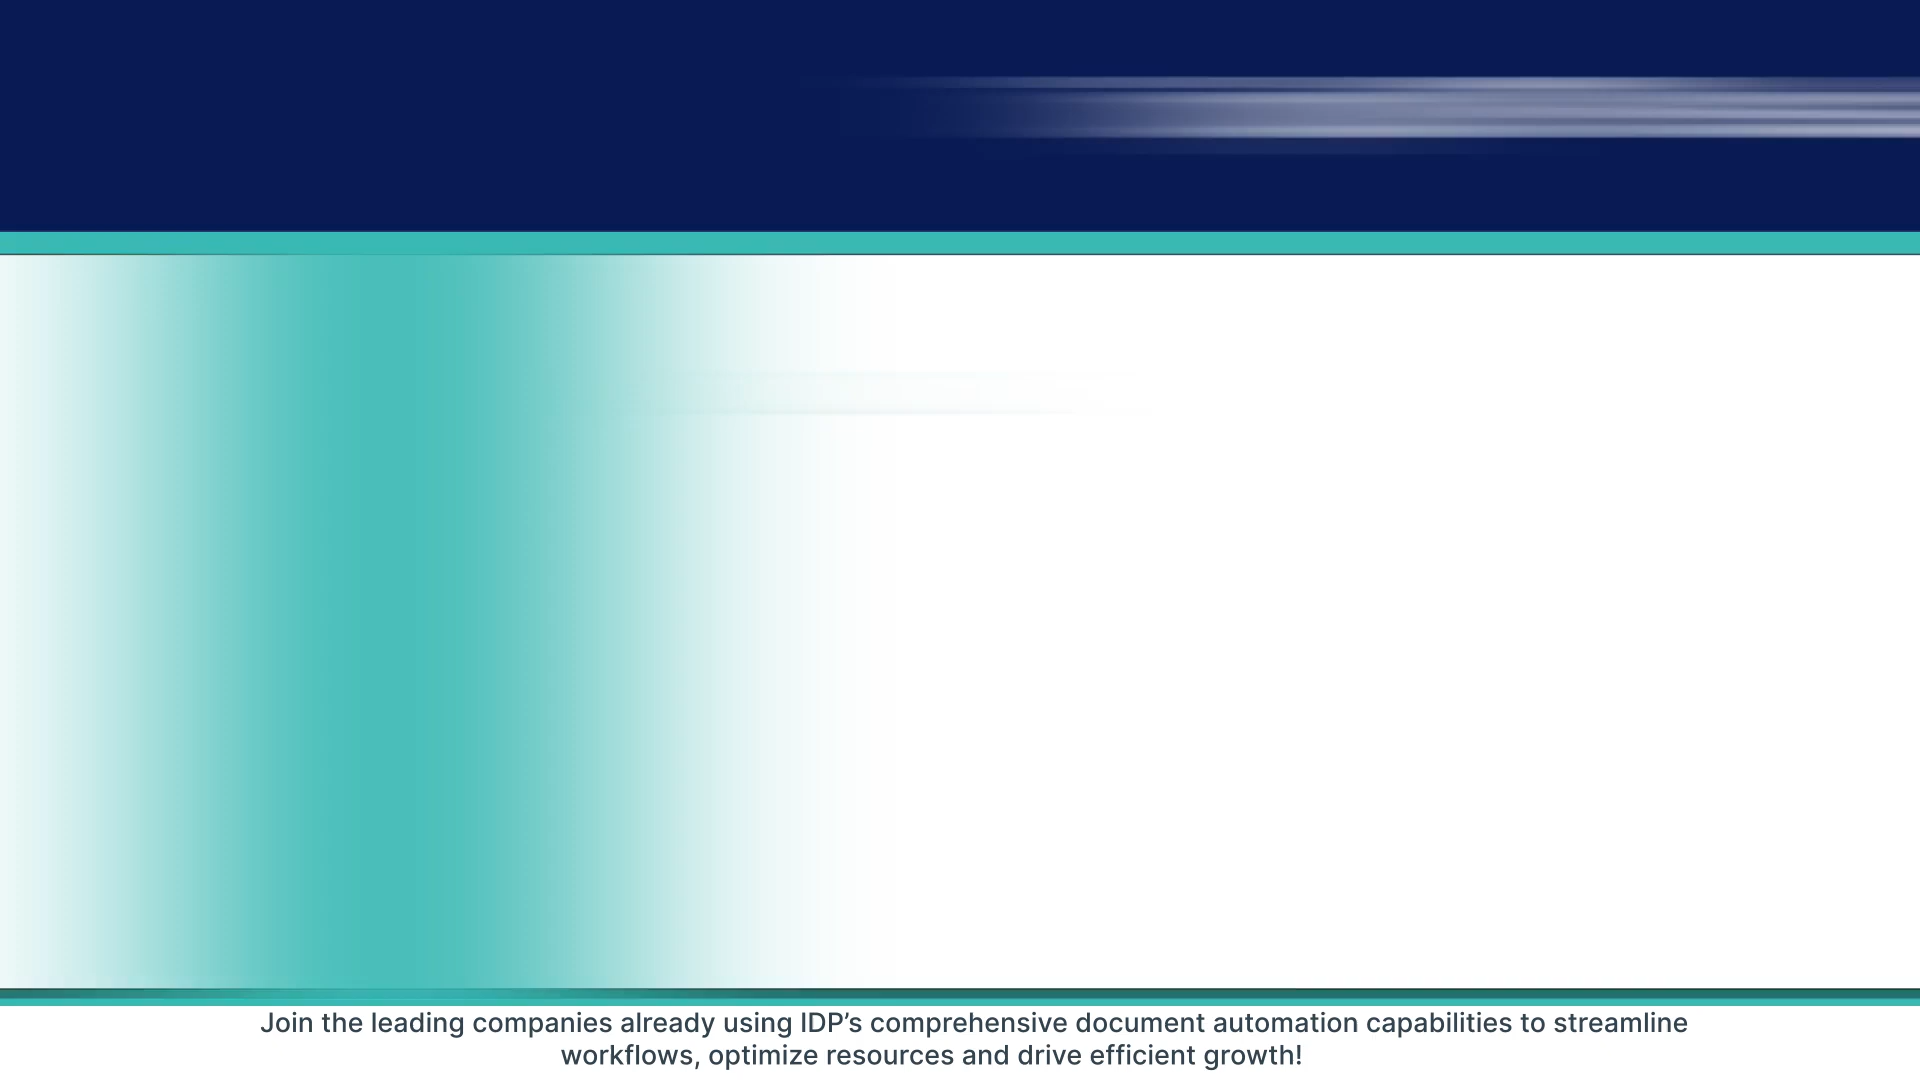 Join the leading companies already using IDP’s comprehensive document automation capabilities to streamline
workflows, optimize resources and drive efficient growth!